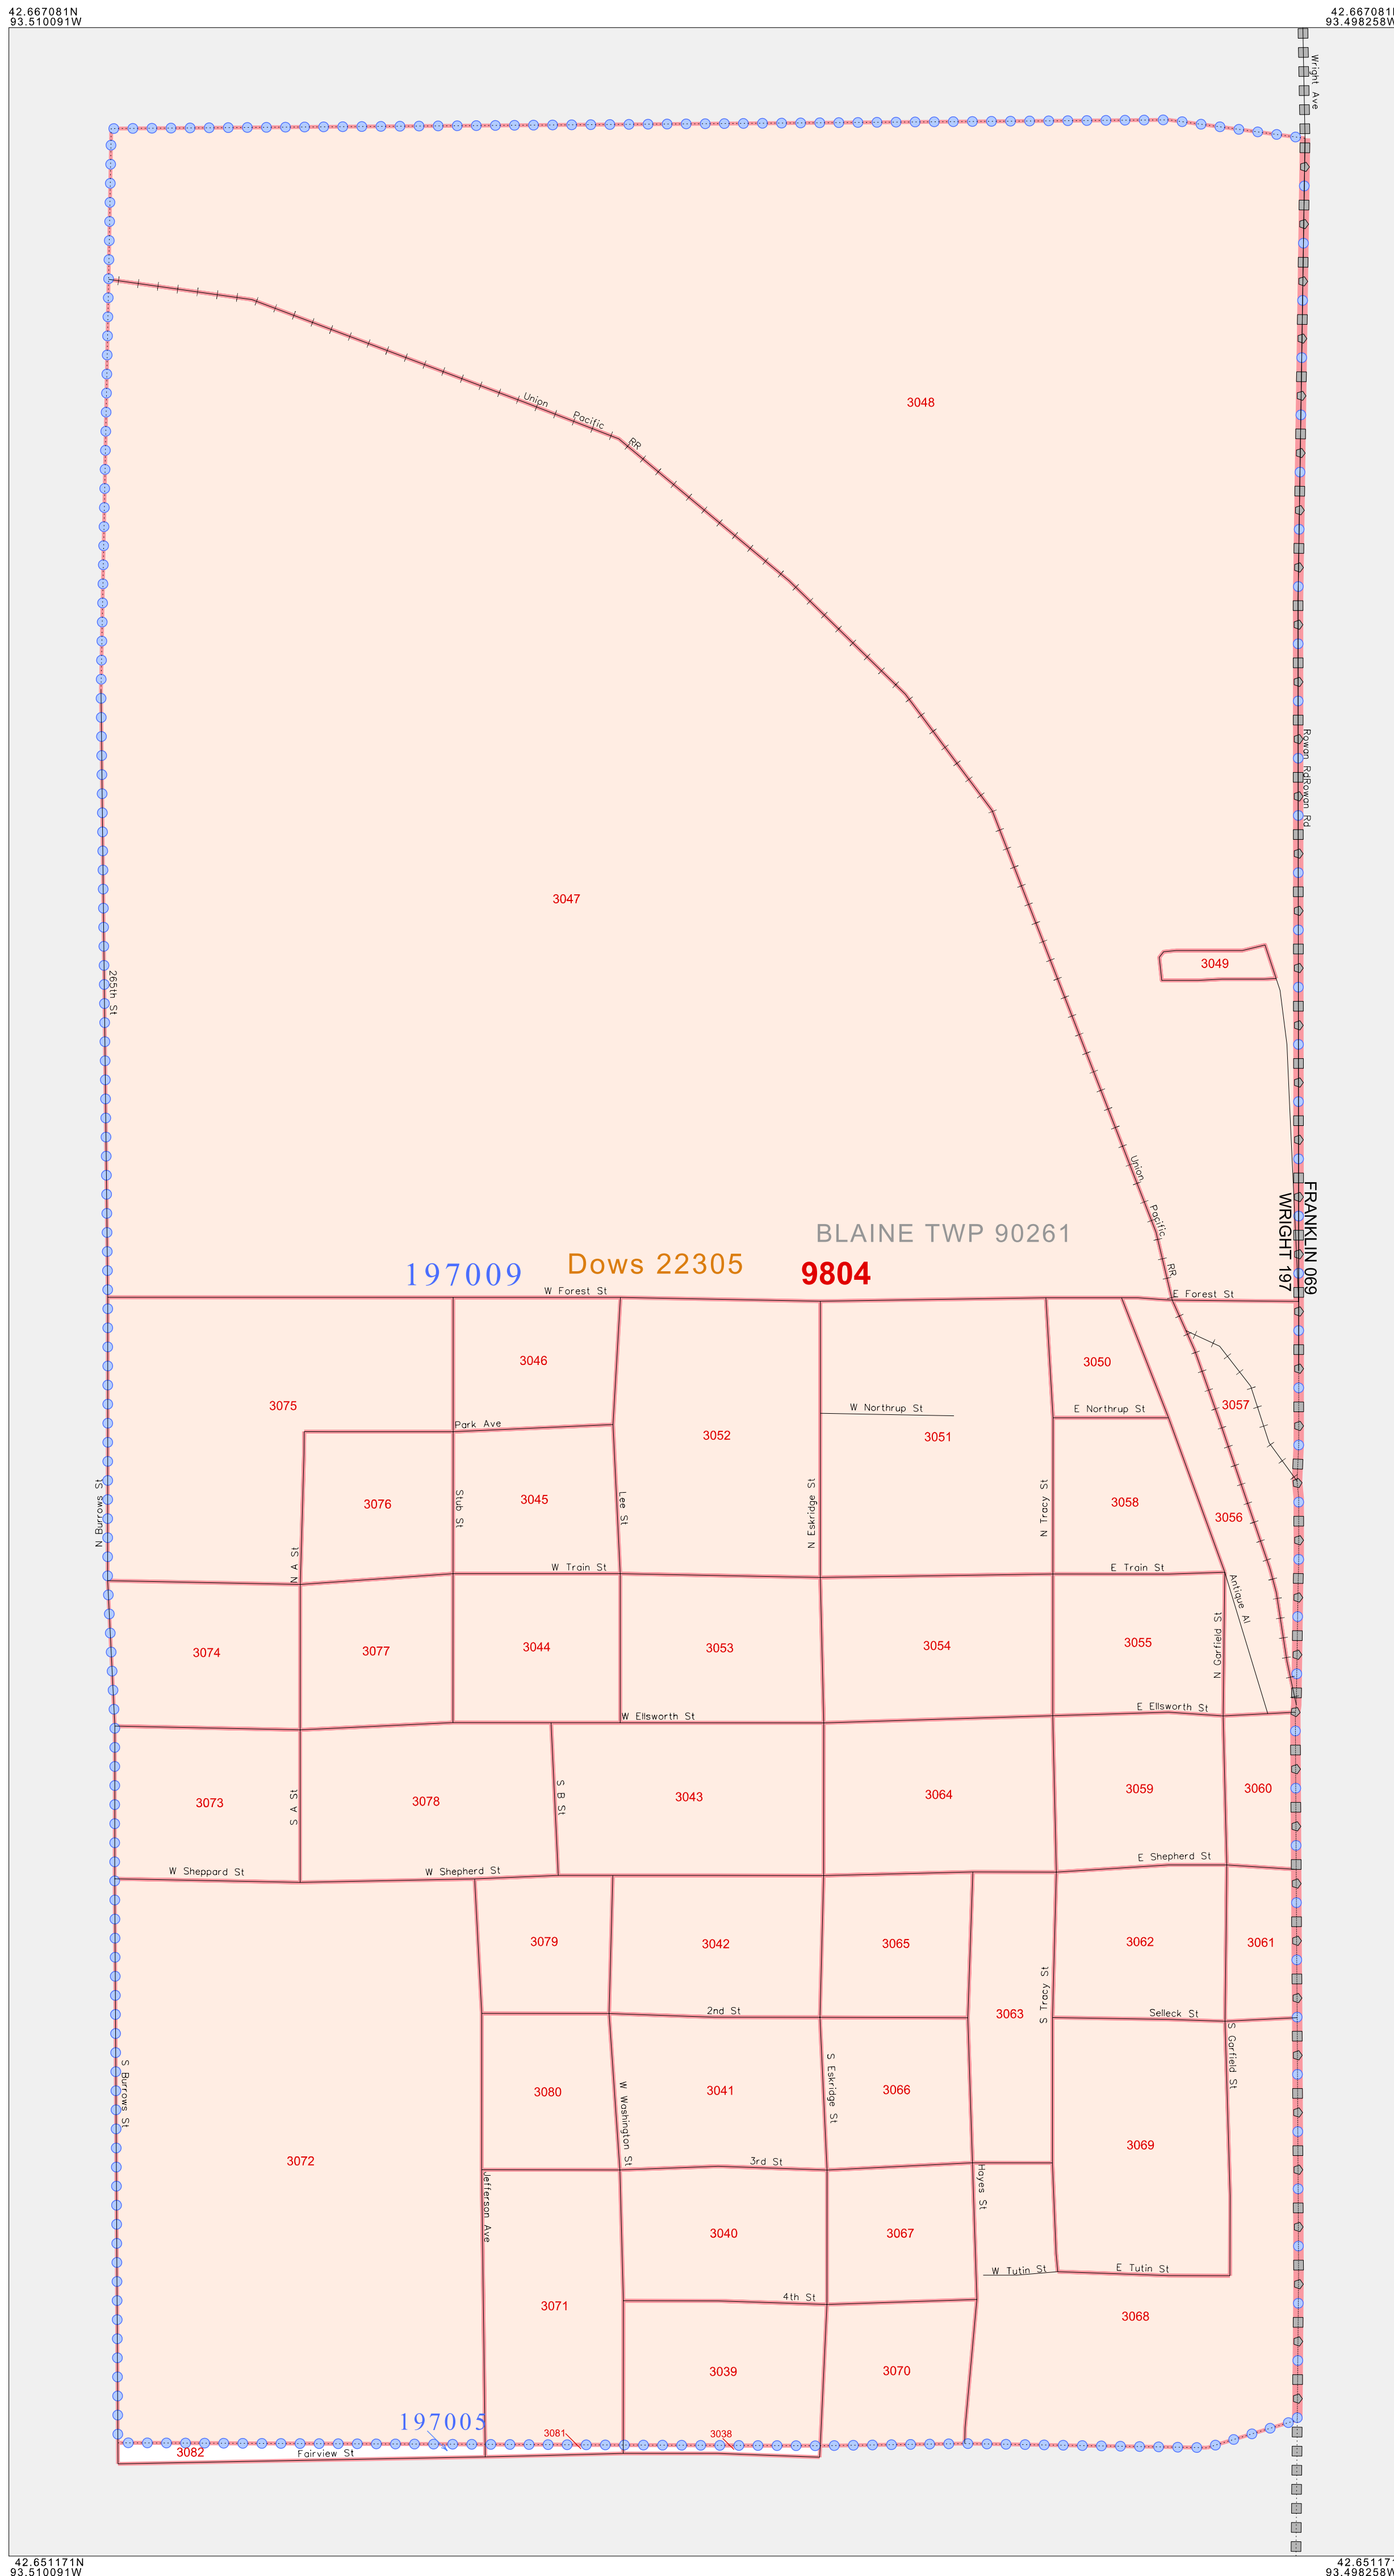 42.667081N
93.510091W
42.667081N
93.498258W
Wright Ave
3048
Union Pacific RR
Rowan Rd
Rowan Rd
3047
3049
265th St
Union Pacific RR
FRANKLIN 069
WRIGHT 197
BLAINE TWP 90261
Dows 22305
9804
197009
W Forest St
E Forest St
3046
3050
3075
Park Ave
W Northrup St
E Northrup St
3057
3052
3051
3076
3045
3058
3056
N Burrows St
N A St
Stub St
Lee St
N Eskridge St
N Tracy St
W Train St
E Train St
Antique Al
3074
3077
3044
3053
3054
3055
N Garfield St
W Ellsworth St
E Ellsworth St
3073
S A St
3078
S B St
3043
3064
3059
3060
W Sheppard St
W Shepherd St
E Shepherd St
3079
3042
3065
3062
3061
3063
S Tracy St
2nd St
Selleck St
S Burrows St
3080
W Washington St
3041
S Eskridge St
3066
S Garfield St
3069
3072
3rd St
Jefferson Ave
Hayes St
3040
3067
W Tutin St
E Tutin St
4th St
3071
3068
3039
3070
197005
3081
3038
3082
Fairview St
42.651171N
93.510091W
42.651171
93.498258W